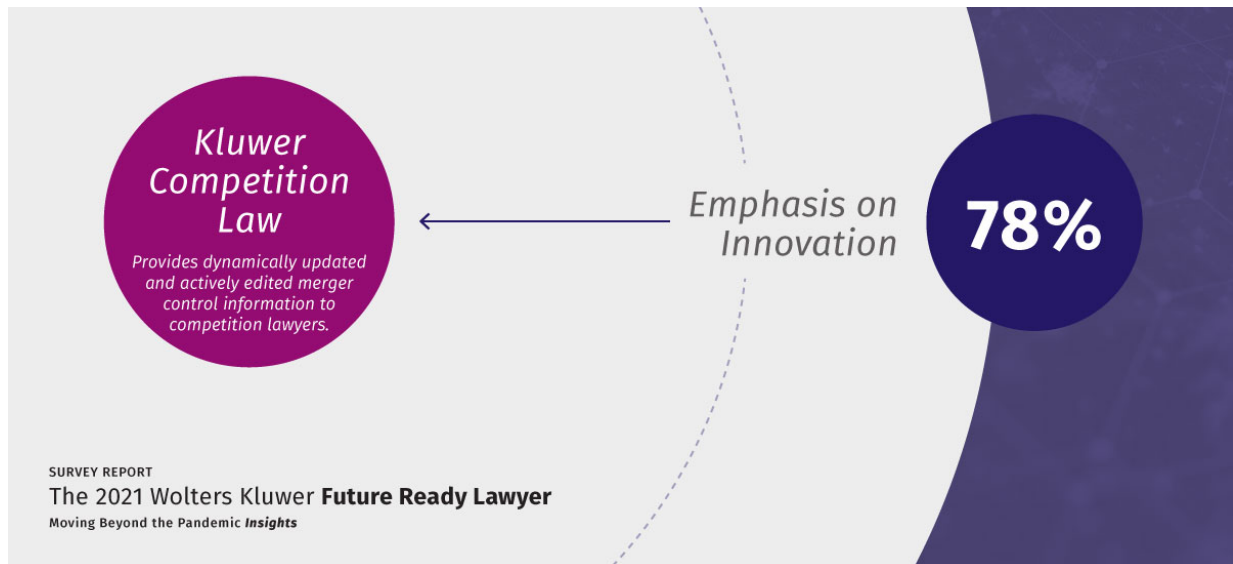 Kluwer
Competition
Law
Provides dynamically updated
and actively edited merger
control information to
competition lawyers.
Emphasis on
Innovation
78%
SURVEY REPORT
The 2021 Wolters Kluwer Future Ready Lawyer
Moving Beyond the Pandemic Insights